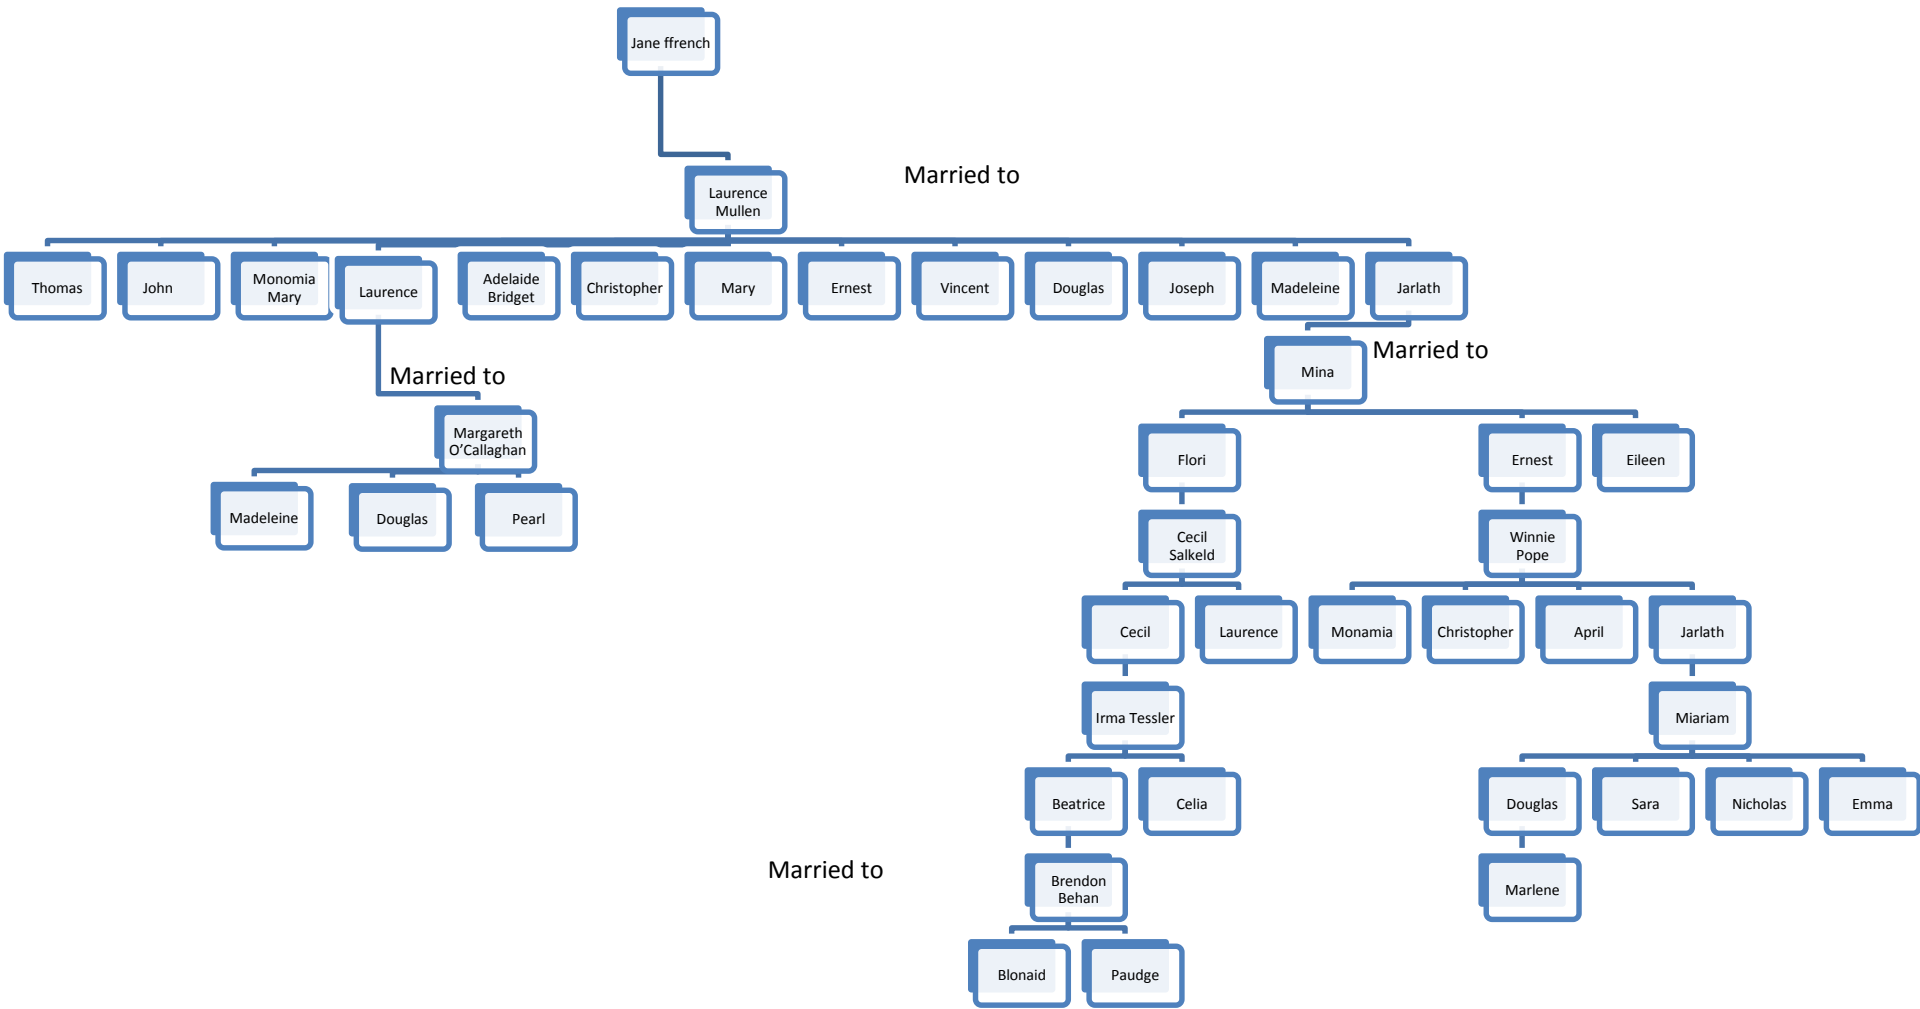 Jane ffrench
Married to
Laurence
Mullen
Thomas
John
Monomia
Mary
Laurence
Adelaide
Bridget
Christopher
Mary
Ernest
Vincent
Douglas
Joseph
Madeleine
Jarlath
Married to
Mina
Married to
Margareth
O'Callaghan
Flori
Ernest
Eileen
Madeleine
Douglas
Pearl
Cecil
Salkeld
Winnie
Pope
Cecil
Laurence
Monamia
Christopher
April
Jarlath
Irma Tessler
Miariam
Beatrice
Celia
Douglas
Sara
Nicholas
Emma
Married to
Brendon
Behan
Marlene
Blonaid
Paudge